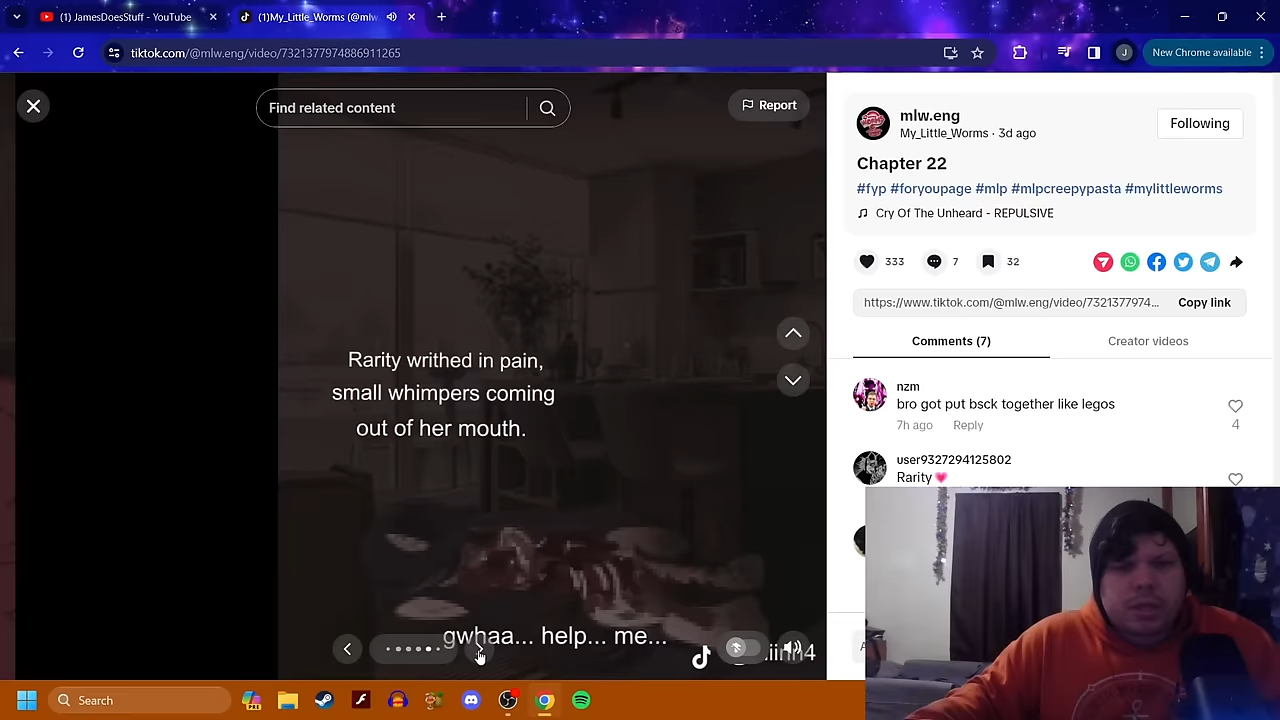 (1) JamesDoesStuff - YouTube
(1)My_Little_Worms (@mlw
tiktok.com/@mlw.eng/video/7321377974886911265
J
New Chrome available
Find related content
Report
mlw.eng
My_Little_Worms · 3d ago
Following
Chapter 22
#fyp #foryoupage #mlp #mlpcreepypasta #mylittleworms
Cry Of The Unheard - REPULSIVE
333
7
32
https://www.tiktok.com/@mlw.eng/video/7321377974...
Copy link
Comments (7)
Creator videos
nzm
bro got put bsck together like legos
7h ago
Reply
4
user9327294125802
Rarity
Rarity writhed in pain,
small whimpers coming
out of her mouth.
gwhaa... help... me...
Search
PRE